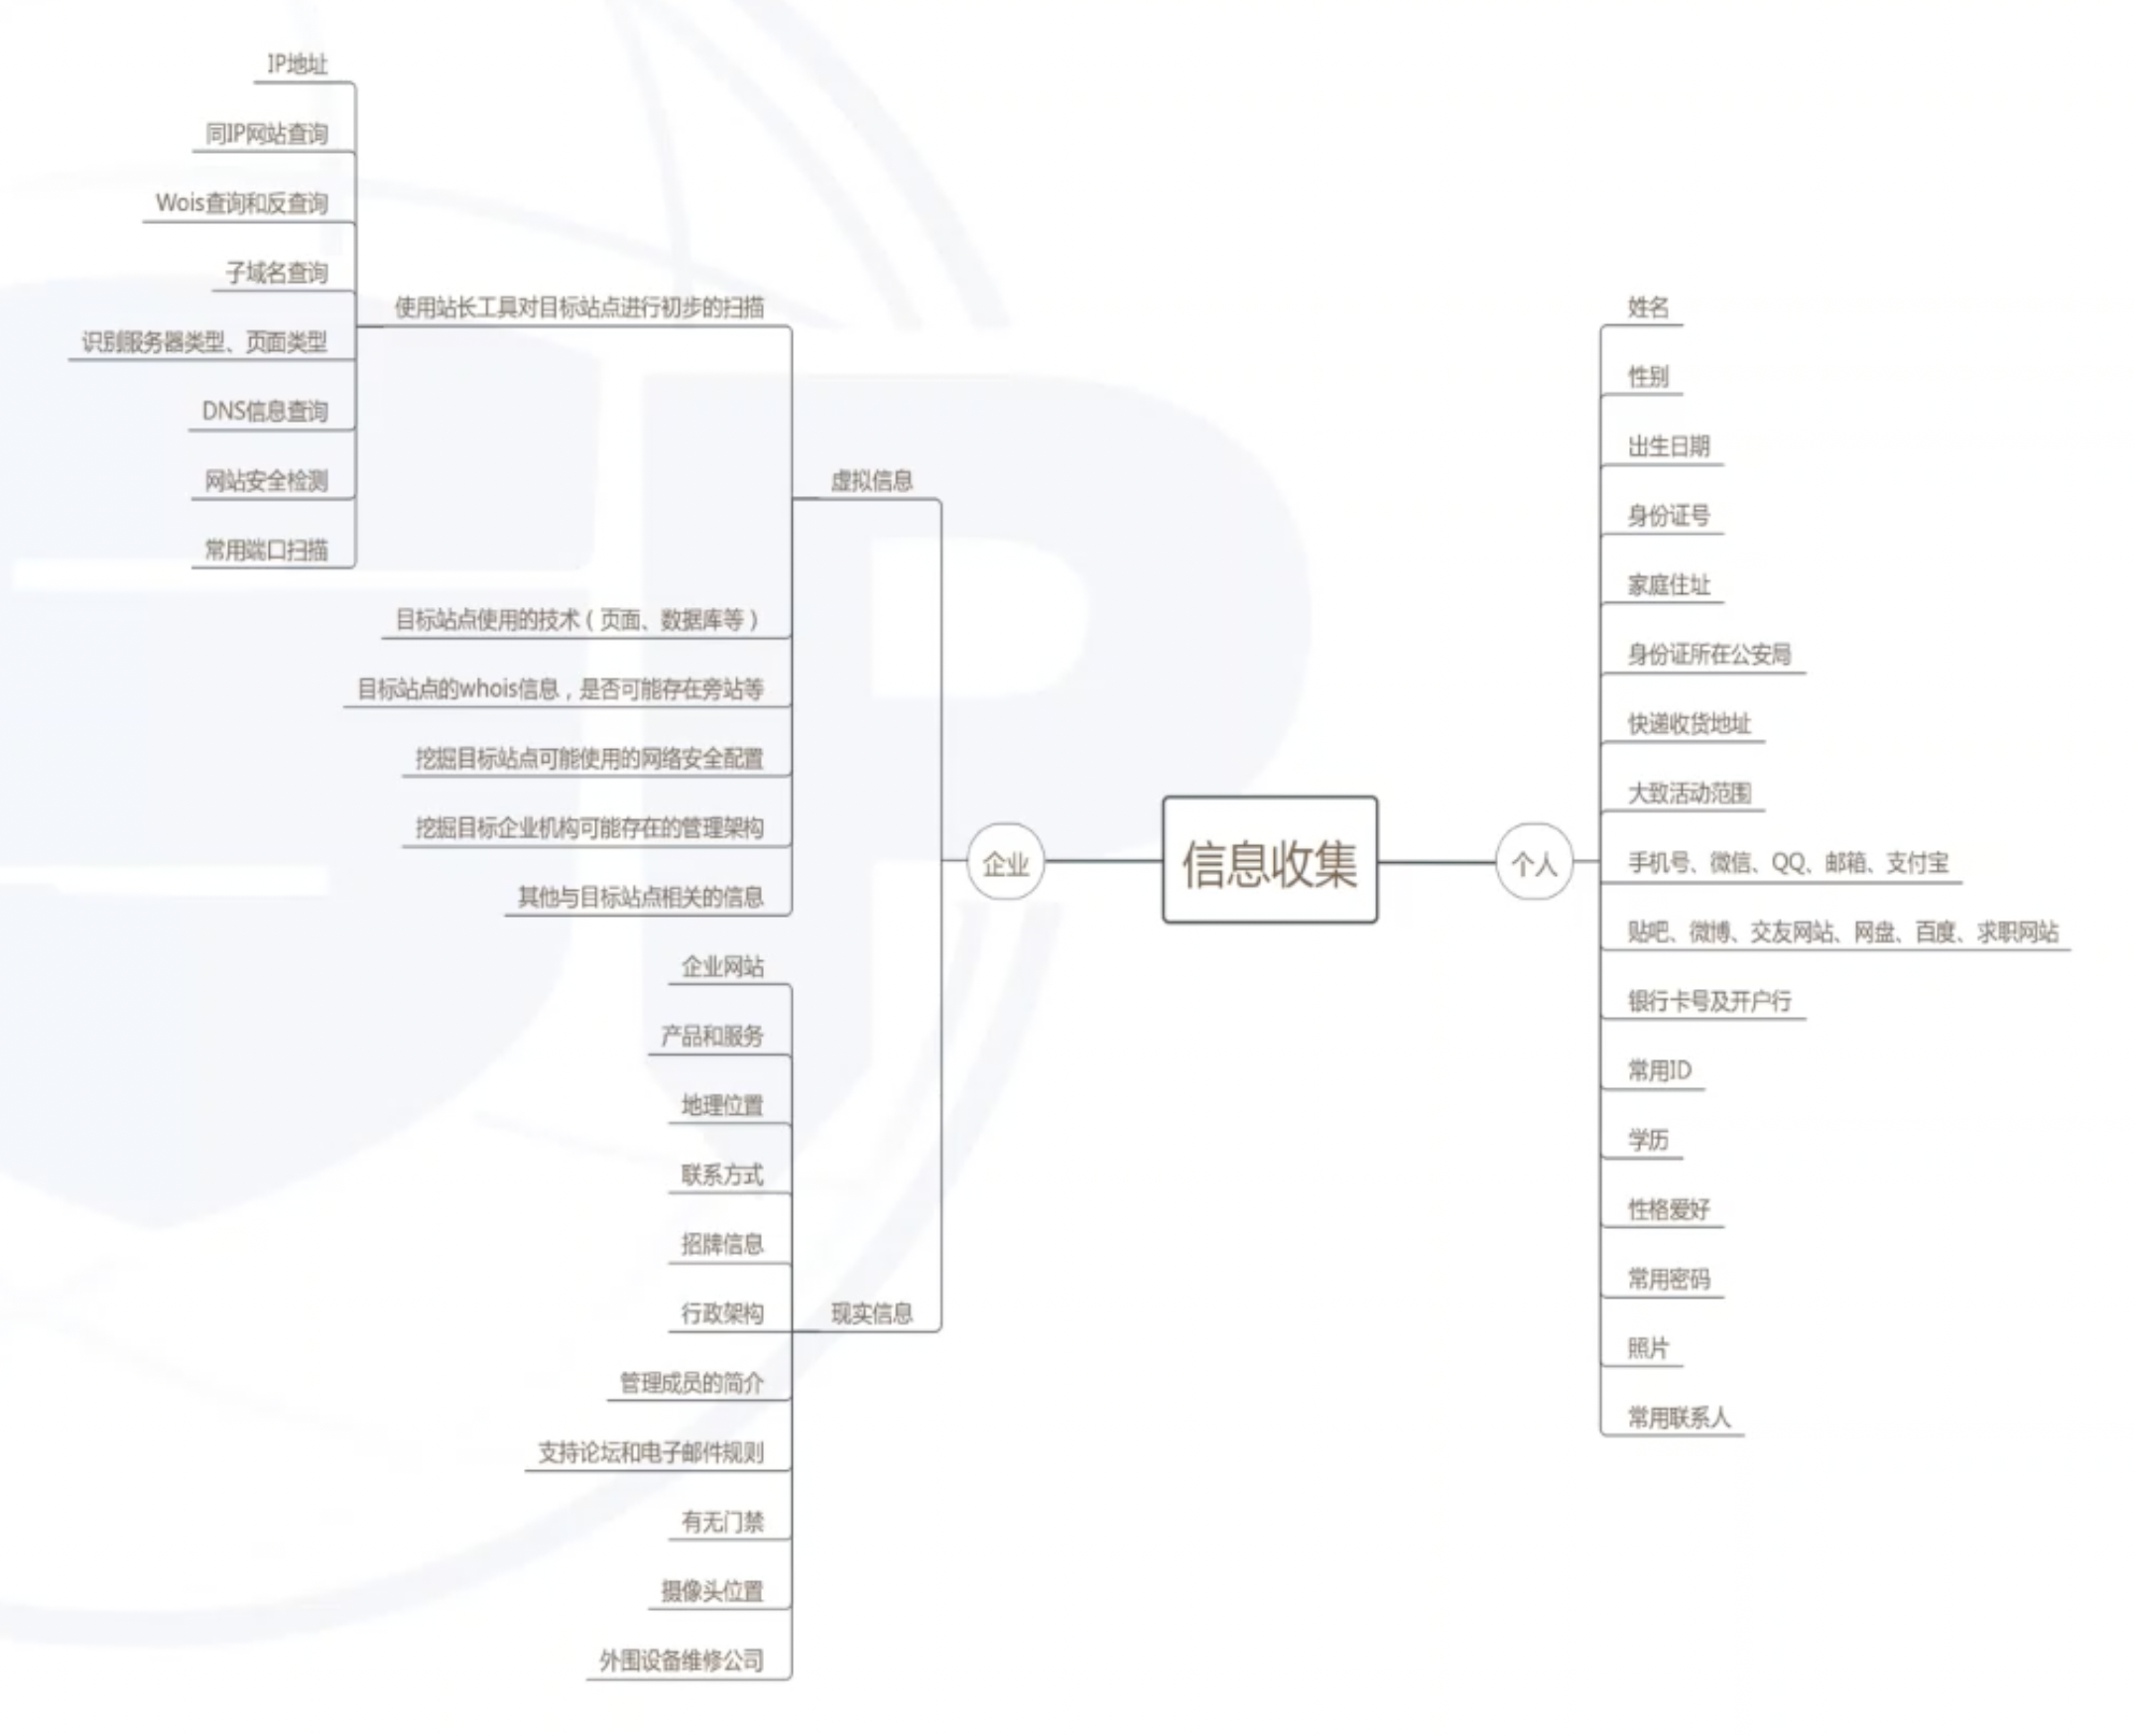 IP地址
同IP网站查询
Wois查询和反查询
子域名查询
识别服务器类型、页面类型
DNS信息查询
网站安全检测
常用端口扫描
使用站长工具对目标站点进行初步的扫描
目标站点使用的技术（页面、数据库等）
目标站点的whois信息，是否可能存在旁站等
挖掘目标站点可能使用的网络安全配置
挖掘目标企业机构可能存在的管理架构
其他与目标站点相关的信息
虚拟信息
企业网站
产品和服务
地理位置
联系方式
招牌信息
行政架构
管理成员的简介
支持论坛和电子邮件规则
有无门禁
摄像头位置
外围设备维修公司
现实信息
企业
信息收集
个人
姓名
性别
出生日期
身份证号
家庭住址
身份证所在公安局
快递收货地址
大致活动范围
手机号、微信、QQ、邮箱、支付宝
贴吧、微博、交友网站、网盘、百度、求职网站
银行卡号及开户行
常用ID
学历
性格爱好
常用密码
照片
常用联系人